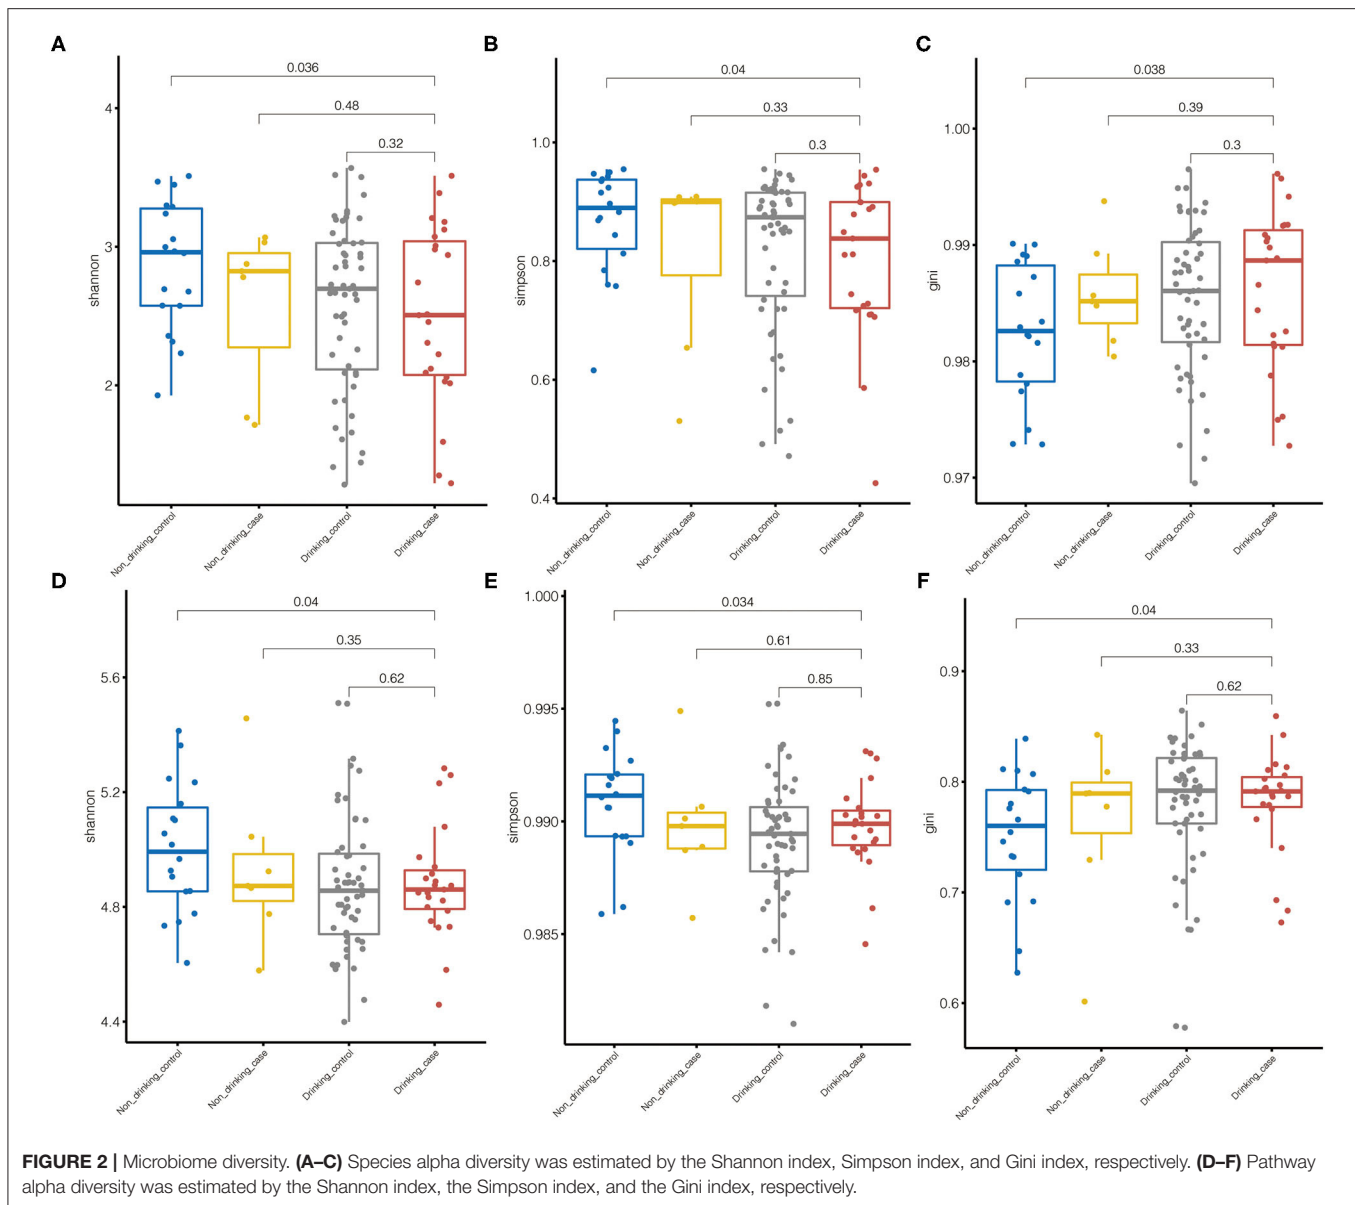 A
0.036
0.48
0.32
4
3
2
shannon
Non_drinking_control
Non_drinking_case
Drinking_control
Drinking_case
B
0.04
0.33
0.3
1.0
0.8
0.6
0.4
simpson
Non_drinking_control
Non_drinking_case
Drinking_control
Drinking_case
C
0.038
0.39
0.3
1.00
0.99
0.98
0.97
gini
Non_drinking_control
Non_drinking_case
Drinking_control
Drinking_case
D
0.04
0.35
0.62
5.6
5.2
4.8
4.4
shannon
Non_drinking_control
Non_drinking_case
Drinking_control
Drinking_case
E
0.034
0.61
0.85
1.000
0.995
0.990
0.985
simpson
Non_drinking_control
Non_drinking_case
Drinking_control
Drinking_case
F
0.04
0.33
0.62
0.9
0.8
0.7
0.6
gini
Non_drinking_control
Non_drinking_case
Drinking_control
Drinking_case
FIGURE 2 | Microbiome diversity. (A–C) Species alpha diversity was estimated by the Shannon index, Simpson index, and Gini index, respectively. (D–F) Pathway
alpha diversity was estimated by the Shannon index, the Simpson index, and the Gini index, respectively.